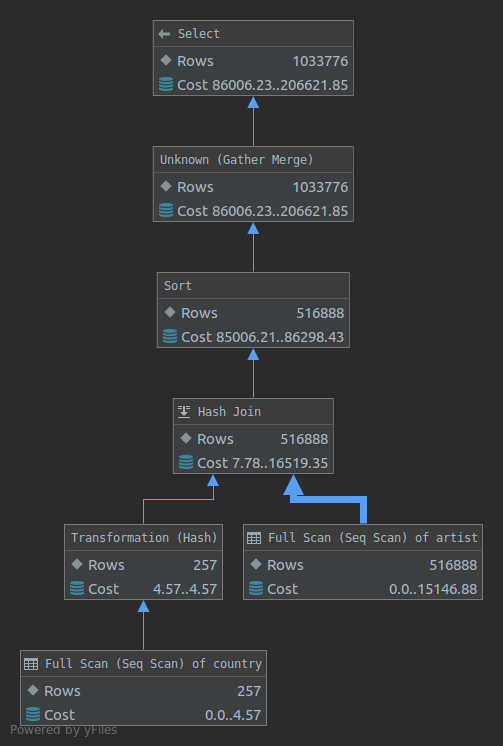 Select
Rows 1033776
Cost 86006.23..206621.85
Unknown (Gather Merge)
Rows 1033776
Cost 86006.23..206621.85
Sort
Rows 516888
Cost 85006.21..86298.43
Hash Join
Rows 516888
Cost 7.78..16519.35
Transformation (Hash)
Rows 257
Cost 4.57..4.57
Full Scan (Seq Scan) of artist
Rows 516888
Cost 0.0..15146.88
Full Scan (Seq Scan) of country
Rows 257
Cost 0.0..4.57
Powered by yFiles